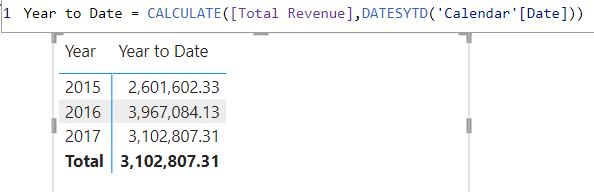 1 Year to Date = CALCULATE([Total Revenue],DATESYTD('Calendar'[Date]))
Year Year to Date
2015 2,601,602.33
2016 3,967,084.13
2017 3,102,807.31
Total 3,102,807.31